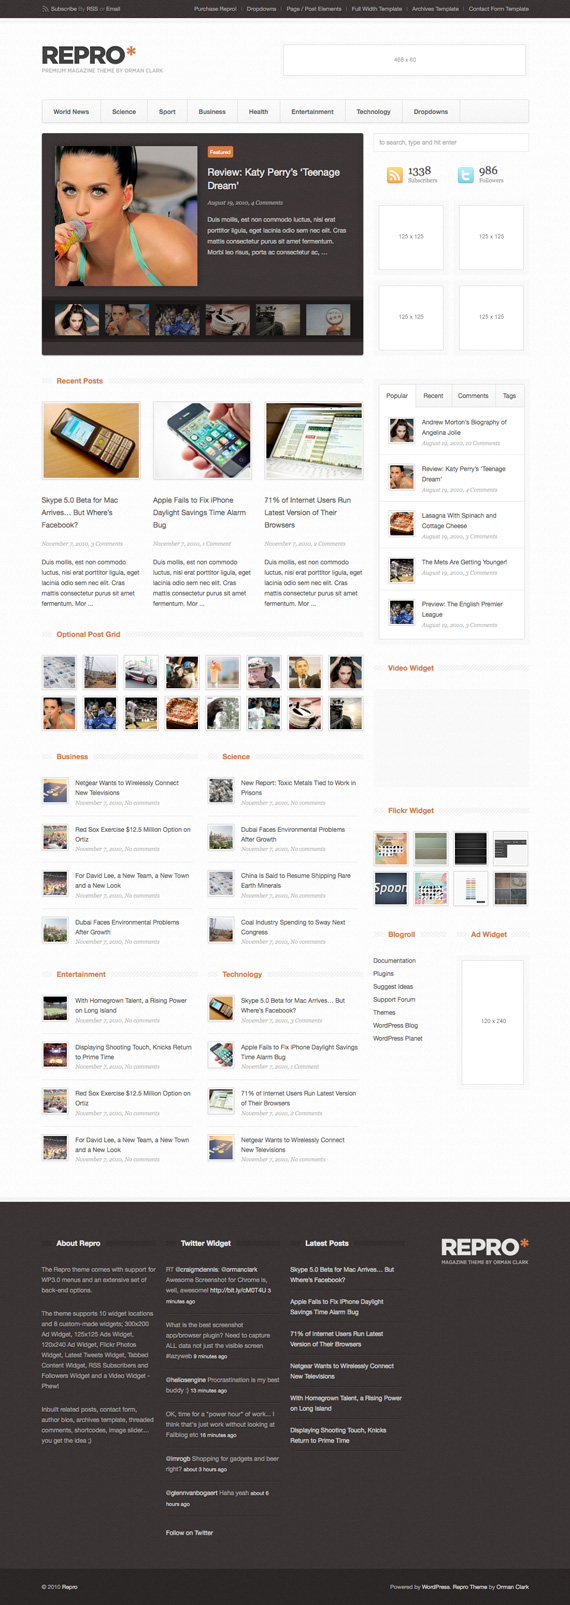 Subscribe By RSS or Email
Purchase Repro! | Dropdowns | Page / Post Elements | Full Width Template | Archives Template | Contact Form Template
REPRO*
PREMIUM MAGAZINE THEME BY ORMAN CLARK
468 x 60
World News Science Sport Business Health Entertainment Technology Dropdowns
Featured
Review: Katy Perry's 'Teenage
Dream'
August 19, 2010, 4 Comments
Duis mollis, est non commodo luctus, nisi erat
porttitor ligula, eget lacinia odio sem nec elit. Cras
mattis consectetur purus sit amet fermentum.
Morbi leo risus, porta ac consectetur ac, ...
to search, type and hit enter
1338
Subscribers
986
Followers
125 x 125
125 x 125
125 x 125
125 x 125
Recent Posts
Skype 5.0 Beta for Mac
Arrives... But Where's
Facebook?
November 7, 2010, 3 Comments
Duis mollis, est non commodo
luctus, nisi erat porttitor ligula, eget
lacinia odio sem nec elit. Cras
mattis consectetur purus sit amet
fermentum. Mor ...
Apple Fails to Fix iPhone
Daylight Savings Time Alarm
Bug
November 7, 2010, 1 Comment
Duis mollis, est non commodo
luctus, nisi erat porttitor ligula, eget
lacinia odio sem nec elit. Cras
mattis consectetur purus sit amet
fermentum. Mor ...
71% of Internet Users Run
Latest Version of Their
Browsers
November 7, 2010, 2 Comments
Duis mollis, est non commodo
luctus, nisi erat porttitor ligula, eget
lacinia odio sem nec elit. Cras
mattis consectetur purus sit amet
fermentum. Mor ...
Popular Recent Comments Tags
Andrew Morton's Biography of
Angelina Jolie
August 19, 2010, 10 Comments
Review: Katy Perry's 'Teenage
Dream'
August 19, 2010, 4 Comments
Lasagna With Spinach and
Cottage Cheese
August 19, 2010, 3 Comments
The Mets Are Getting Younger!
August 19, 2010, 3 Comments
Preview: The English Premier
League
August 19, 2010, 3 Comments
Optional Post Grid
Video Widget
Business
Netgear Wants to Wirelessly Connect
New Televisions
November 7, 2010, No comments
Red Sox Exercise $12.5 Million Option on
Ortiz
November 7, 2010, No comments
For David Lee, a New Team, a New Town
and a New Look
November 7, 2010, No comments
Dubai Faces Environmental Problems
After Growth
November 7, 2010, No comments
Science
New Report: Toxic Metals Tied to Work in
Prisons
November 7, 2010, No comments
Dubai Faces Environmental Problems
After Growth
November 7, 2010, No comments
China Is Said to Resume Shipping Rare
Earth Minerals
November 7, 2010, No comments
Coal Industry Spending to Sway Next
Congress
November 7, 2010, No comments
Flickr Widget
Spoon
Blogroll
Documentation
Plugins
Suggest Ideas
Support Forum
Themes
WordPress Blog
WordPress Planet
Ad Widget
120 x 240
Entertainment
With Homegrown Talent, a Rising Power
on Long Island
November 7, 2010, No comments
Displaying Shooting Touch, Knicks Return
to Prime Time
November 7, 2010, No comments
Red Sox Exercise $12.5 Million Option on
Ortiz
November 7, 2010, No comments
For David Lee, a New Team, a New Town
and a New Look
November 7, 2010, No comments
Technology
Skype 5.0 Beta for Mac Arrives... But
Where's Facebook?
November 7, 2010, 3 Comments
Apple Fails to Fix iPhone Daylight Savings
Time Alarm Bug
November 7, 2010, 1 Comment
71% of Internet Users Run Latest Version
of Their Browsers
November 7, 2010, 2 Comments
Netgear Wants to Wirelessly Connect
New Televisions
November 7, 2010, No comments
About Repro
The Repro theme comes with support for
WP3.0 menus and an extensive set of
back-end options.
The theme supports 10 widget locations
and 8 custom-made widgets; 300x200
Ad Widget, 125x125 Ads Widget,
120x240 Ad Widget, Flickr Photos
Widget, Latest Tweets Widget, Tabbed
Content Widget, RSS Subscribers and
Followers Widget and a Video Widget -
Phew!
Inbuilt related posts, contact form,
author bios, archives template, threaded
comments, shortcodes, image slider....
you get the idea ;)
Twitter Widget
RT @craigmdennis: @ormanclark
Awesome Screenshot for Chrome is,
well, awesome! http://bit.ly/cM0T4U 3
minutes ago
What is the best screenshot
app/browser plugin? Need to capture
ALL data not just the visible screen
#lazyweb 9 minutes ago
@hellosengine Procrastination is my best
buddy ;) 13 minutes ago
OK, time for a "power hour" of work... I
think that's just work without looking at
Failblog etc 16 minutes ago
@imrogb Shopping for gadgets and beer
right? about 3 hours ago
@glennvanbogaert Haha yeah about 6
hours ago
Follow on Twitter
Latest Posts
Skype 5.0 Beta for Mac Arrives... But
Where's Facebook?
Apple Fails to Fix iPhone Daylight
Savings Time Alarm Bug
71% of Internet Users Run Latest
Version of Their Browsers
Netgear Wants to Wirelessly Connect
New Televisions
With Homegrown Talent, a Rising Power
on Long Island
Displaying Shooting Touch, Knicks
Return to Prime Time
REPRO*
MAGAZINE THEME BY ORMAN CLARK
© 2010 Repro
Powered by WordPress. Repro Theme by Orman Clark